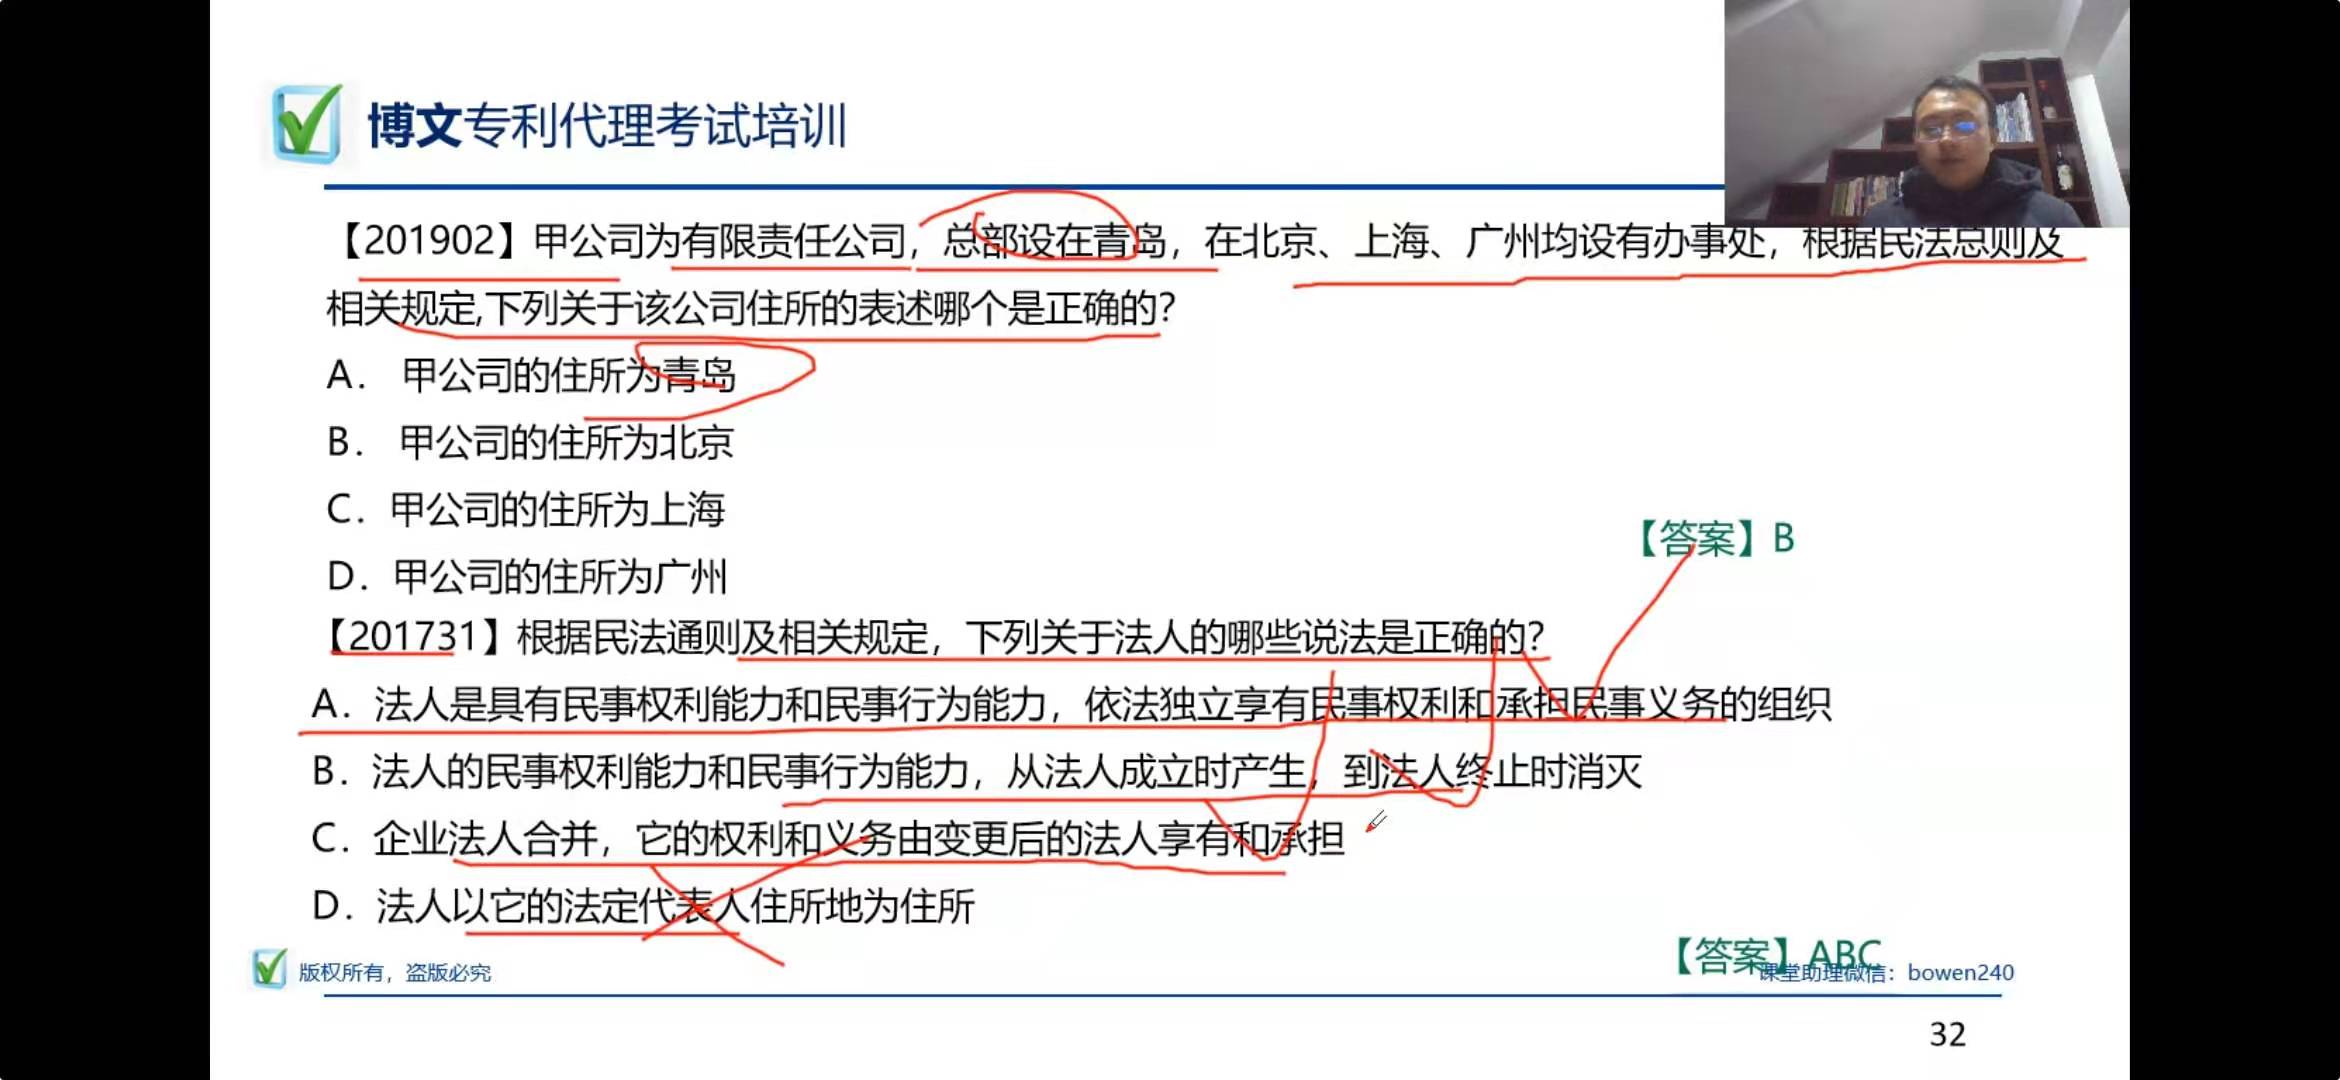 博文专利代理考试培训
【201902】甲公司为有限责任公司，总部设在青岛，在北京、上海、广州均设有办事处，根据民法总则及
相关规定,下列关于该公司住所的表述哪个是正确的？
A． 甲公司的住所为青岛
B． 甲公司的住所为北京
C．甲公司的住所为上海
D．甲公司的住所为广州
【答案】B
【201731】根据民法通则及相关规定，下列关于法人的哪些说法是正确的？
A．法人是具有民事权利能力和民事行为能力，依法独立享有民事权利和承担民事义务的组织
B．法人的民事权利能力和民事行为能力，从法人成立时产生，到法人终止时消灭
C．企业法人合并，它的权利和义务由变更后的法人享有和承担
D．法人以它的法定代表人住所地为住所
【答案】ABC
版权所有，盗版必究
课堂助理微信：bowen240
32